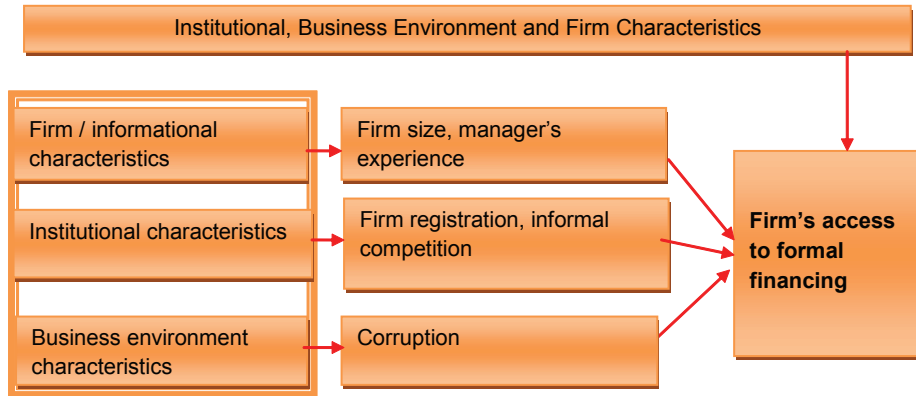 Institutional, Business Environment and Firm Characteristics
Firm / informational
characteristics
Firm size, manager's
experience
Institutional characteristics
Firm registration, informal
competition
Business environment
characteristics
Corruption
Firm's access
to formal
financing